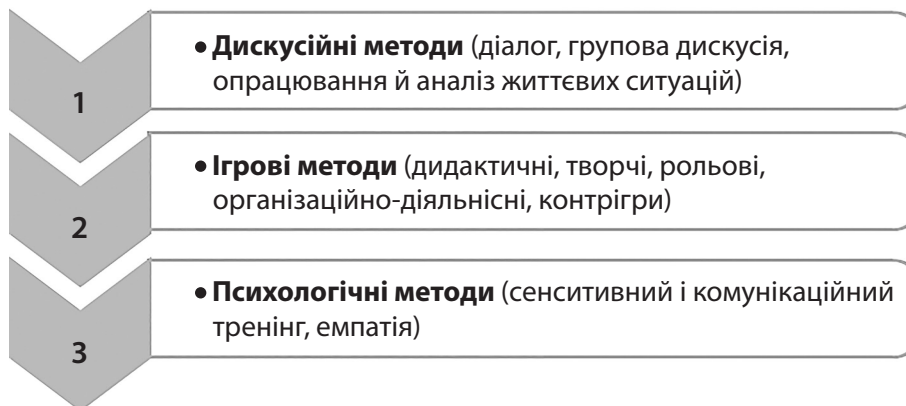 1
• Дискусійні методи (діалог, групова дискусія,
опрацювання й аналіз життєвих ситуацій)
2
• Ігрові методи (дидактичні, творчі, рольові,
організаційно-діяльнісні, контрігри)
3
• Психологічні методи (сенситивний і комунікаційний
тренінг, емпатія)